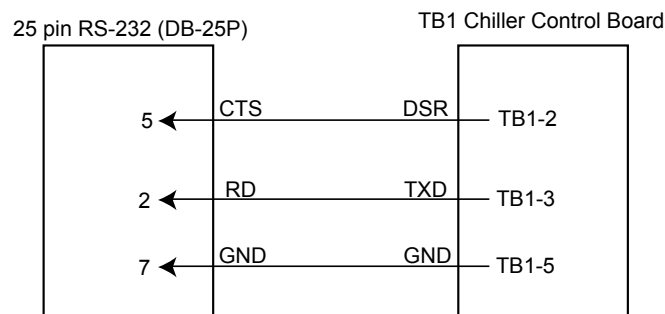 25 pin RS-232 (DB-25P)
TB1 Chiller Control Board
5 CTS DSR TB1-2
2 RD TXD TB1-3
7 GND GND TB1-5